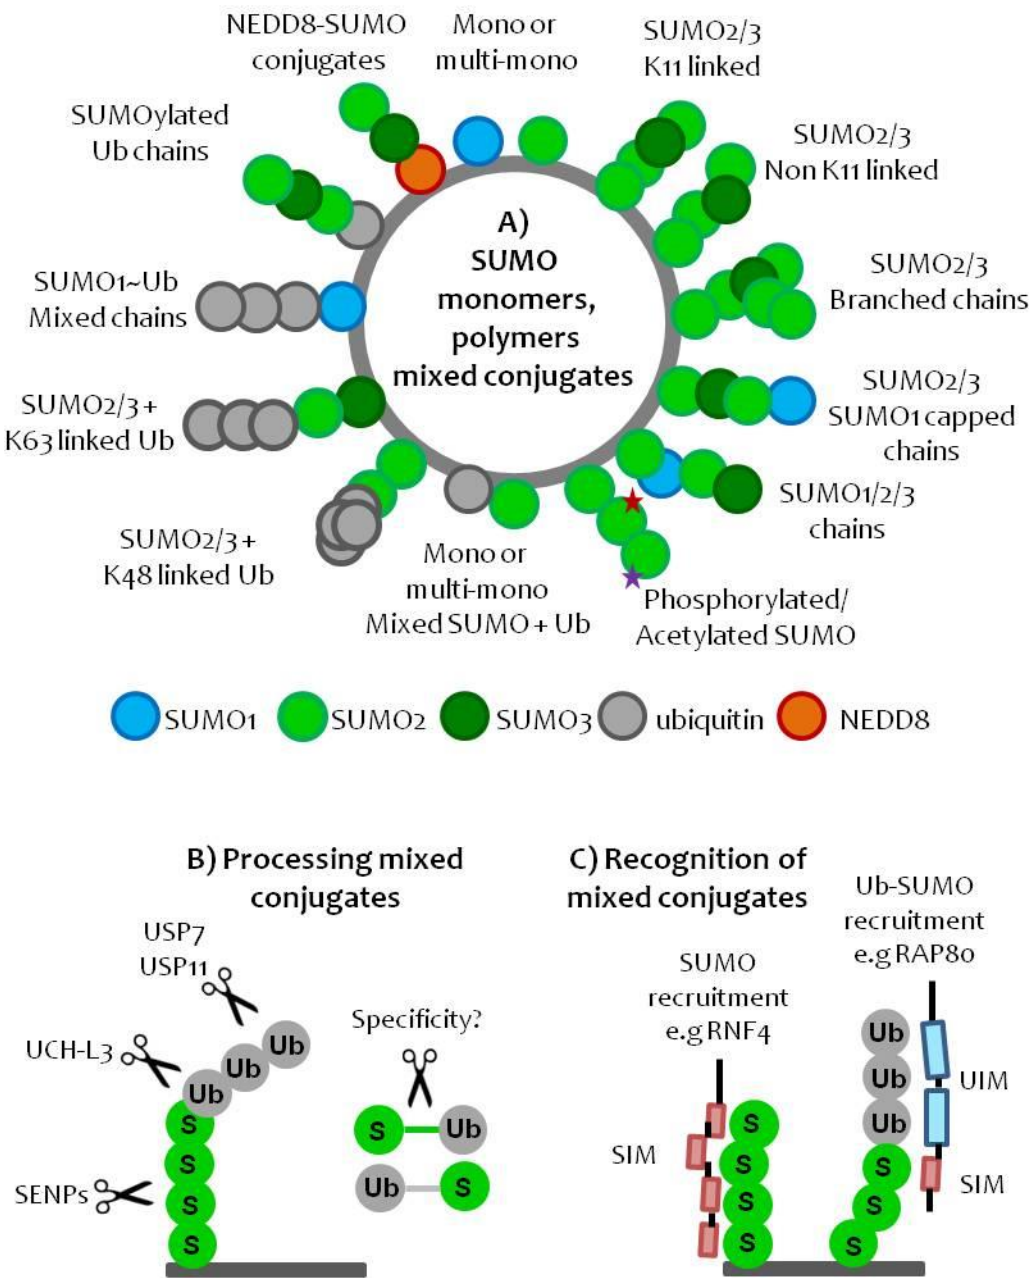 NEDD8-SUMO
conjugates
Mono or
multi-mono
SUMO2/3
K11 linked
SUMOylated
Ub chains
SUMO2/3
Non K11 linked
A)
SUMO
monomers,
polymers
mixed conjugates
SUMO1~Ub
Mixed chains
SUMO2/3
Branched chains
SUMO2/3 +
K63 linked Ub
SUMO2/3
SUMO1 capped
chains
SUMO1/2/3
chains
SUMO2/3 +
K48 linked Ub
Mono or
multi-mono
Mixed SUMO + Ub
Phosphorylated/
Acetylated SUMO
SUMO1
SUMO2
SUMO3
ubiquitin
NEDD8
B) Processing mixed
conjugates
USP7
USP11
UCH-L3
SENPs
Ub
Ub
Ub
S
S
S
S
Specificity?
S
Ub
Ub
S
C) Recognition of
mixed conjugates
SUMO
recruitment
e.g RNF4
SIM
S
S
S
S
Ub-SUMO
recruitment
e.g RAP80
Ub
Ub
Ub
S
S
S
UIM
SIM